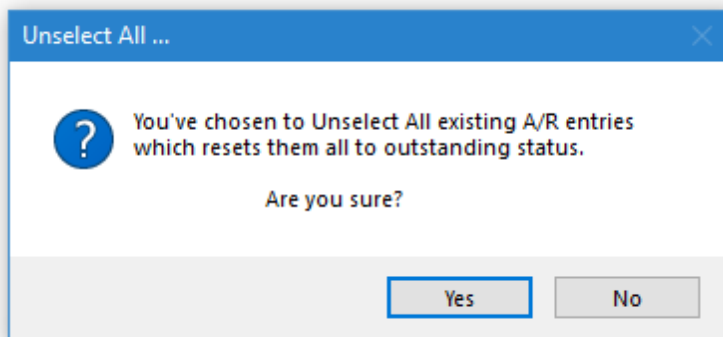 Unselect All ...
You've chosen to Unselect All existing A/R entries
which resets them all to outstanding status.
Are you sure?
Yes
No